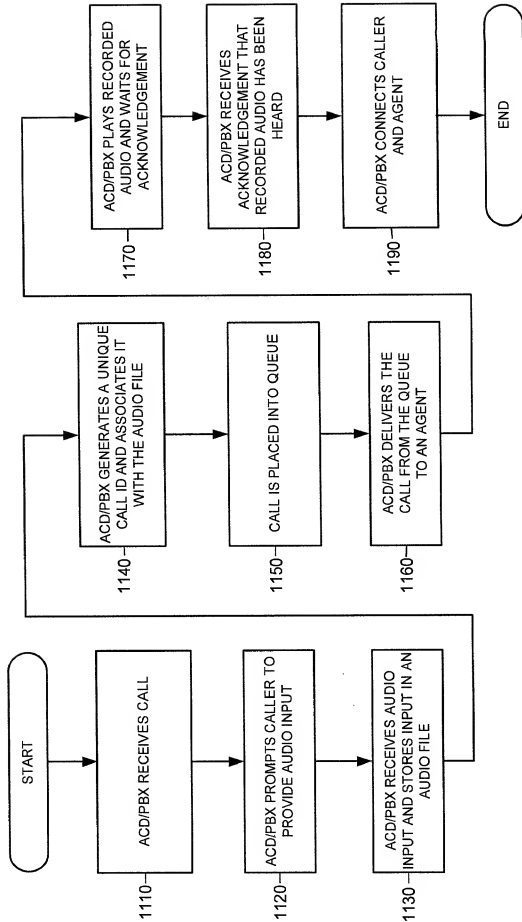 START
ACD/PBX RECEIVES CALL
1110
ACD/PBX PROMPTS CALLER TO
PROVIDE AUDIO INPUT
1120
ACD/PBX RECEIVES AUDIO
INPUT AND STORES INPUT IN AN
AUDIO FILE
1130
ACD/PBX GENERATES A UNIQUE
CALL ID AND ASSOCIATES IT
WITH THE AUDIO FILE
1140
CALL IS PLACED INTO QUEUE
1150
ACD/PBX DELIVERS THE
CALL FROM THE QUEUE
TO AN AGENT
1160
ACD/PBX PLAYS RECORDED
AUDIO AND WAITS FOR
ACKNOWLEDGEMENT
1170
ACD/PBX RECEIVES
ACKNOWLEDGEMENT THAT
RECORDED AUDIO HAS BEEN
HEARD
1180
ACD/PBX CONNECTS CALLER
AND AGENT
1190
END